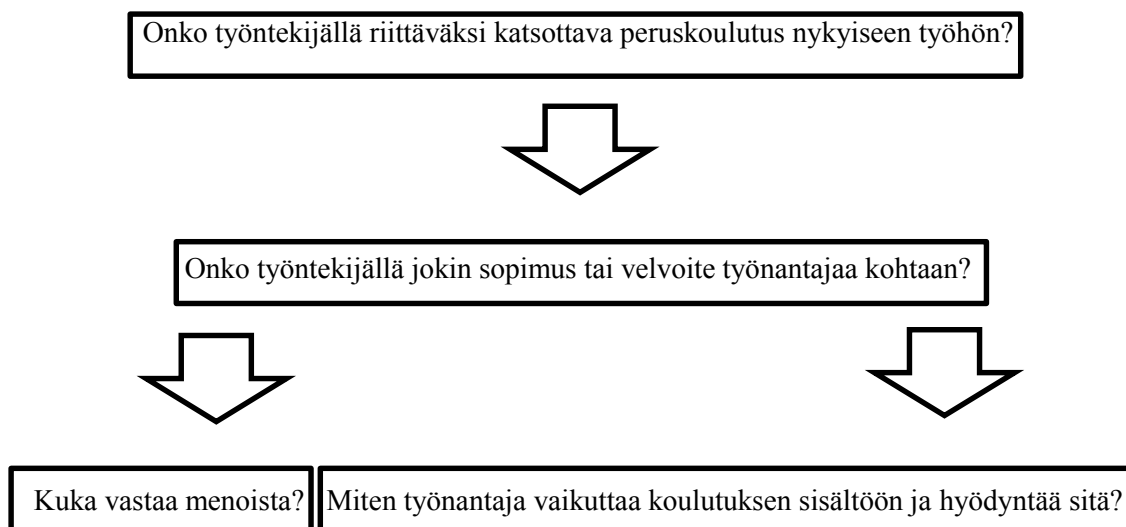 Onko työntekijällä riittäväksi katsottava peruskoulutus nykyiseen työhön?
Onko työntekijällä jokin sopimus tai velvoite työnantajaa kohtaan?
Kuka vastaa menoista?
Miten työnantaja vaikuttaa koulutuksen sisältöön ja hyödyntää sitä?